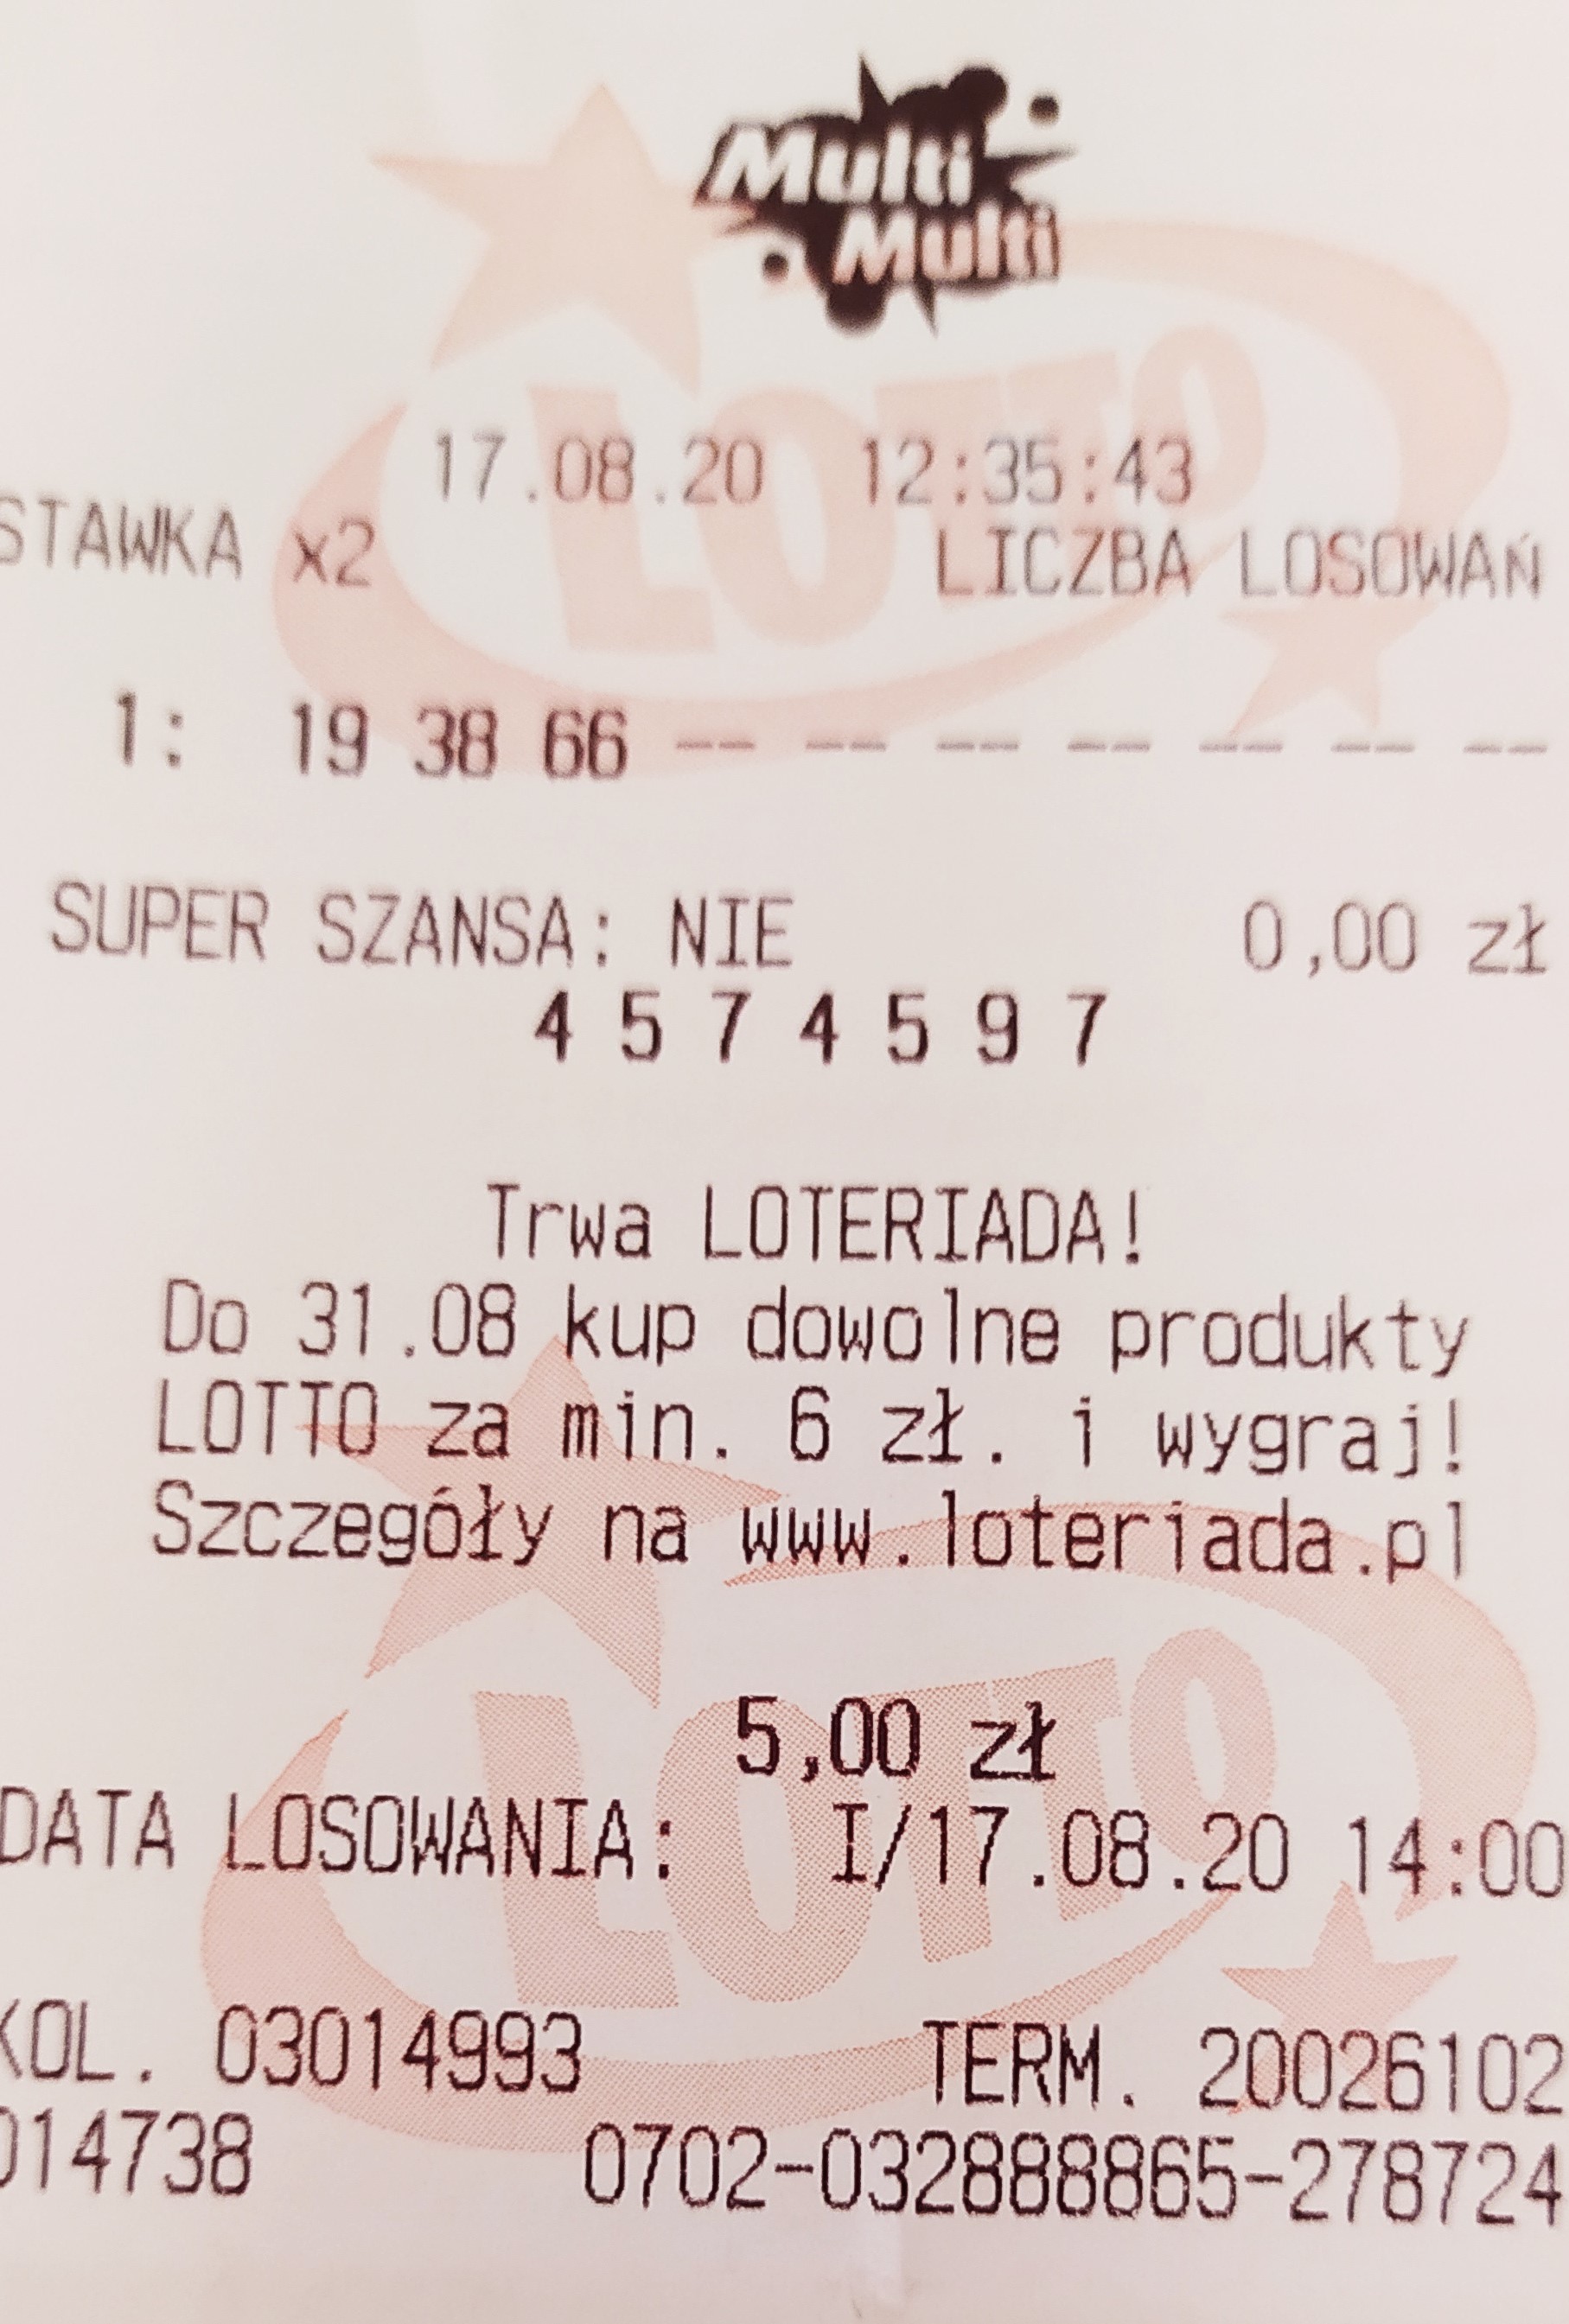 Multi
Multi
17.08.20 12:35:43
STAWKA x2 LICZBA LOSOWAŃ
1: 19 38 66 -- -- -- -- -- -- --
SUPER SZANSA: NIE 0,00 zł
4 5 7 4 5 9 7
Trwa LOTERIADA!
Do 31.08 kup dowolne produkty
LOTTO za min. 6 zł. i wygraj!
Szczegóły na www.loteriada.pl
5,00 zł
DATA LOSOWANIA: I/17.08.20 14:00
KOL. 03014993 TERM. 20026102
014738 0702-032888865-278724
LOTTO
LOTTO